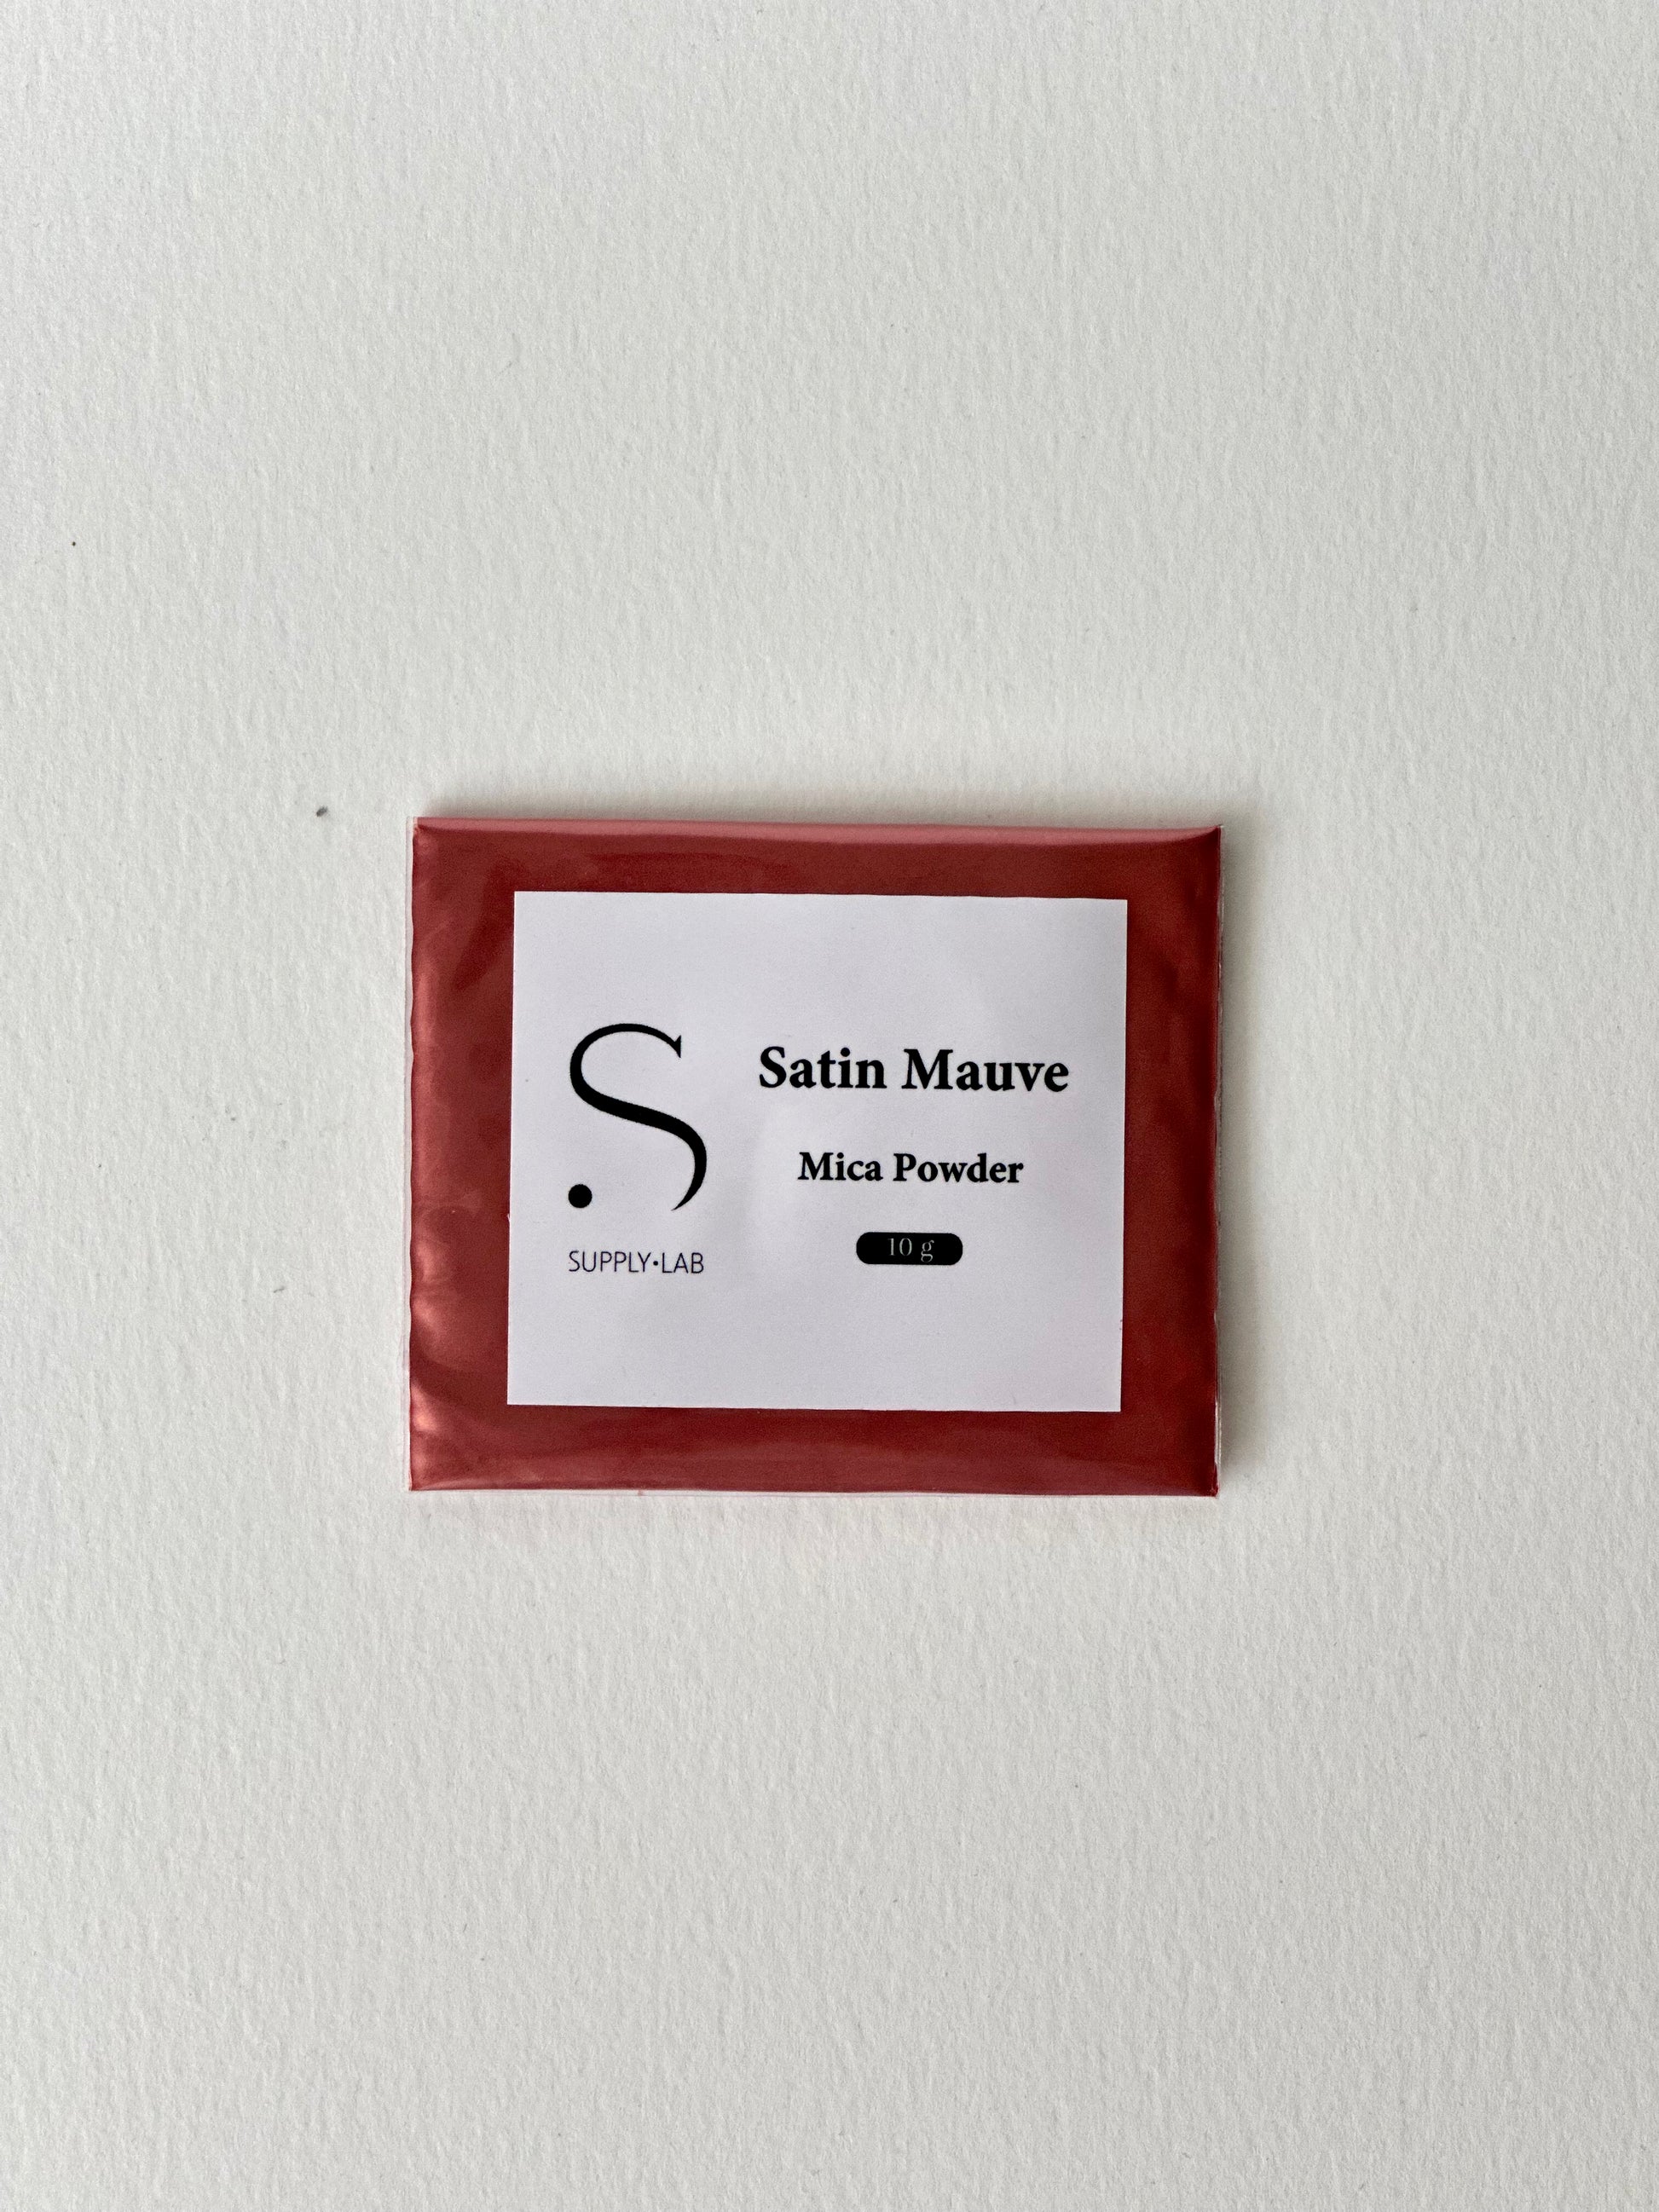 S
SUPPLY•LAB
Satin Mauve
Mica Powder
10 g